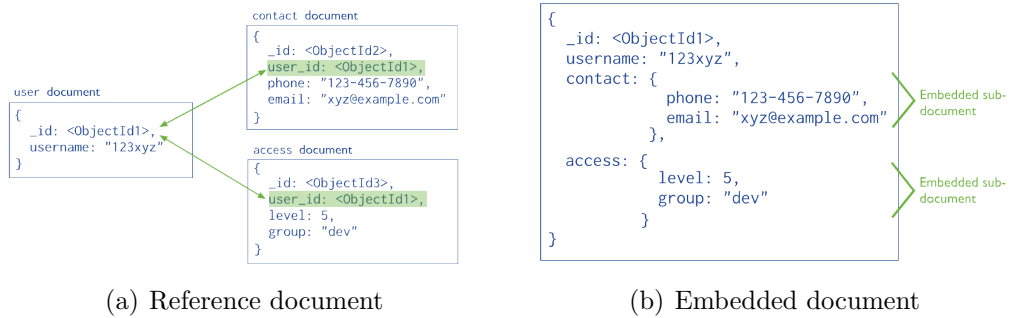 contact document
{
_id: <ObjectId2>,
user_id: <ObjectId1>,
phone: "123-456-7890",
email: "xyz@example.com"
}
user document
{
_id: <ObjectId1>,
username: "123xyz"
}
access document
{
_id: <ObjectId3>,
user_id: <ObjectId1>,
level: 5,
group: "dev"
}
(a) Reference document
{
_id: <ObjectId1>,
username: "123xyz",
contact: {
phone: "123-456-7890",
email: "xyz@example.com"
},
access: {
level: 5,
group: "dev"
}
}
Embedded sub-
document
Embedded sub-
document
(b) Embedded document